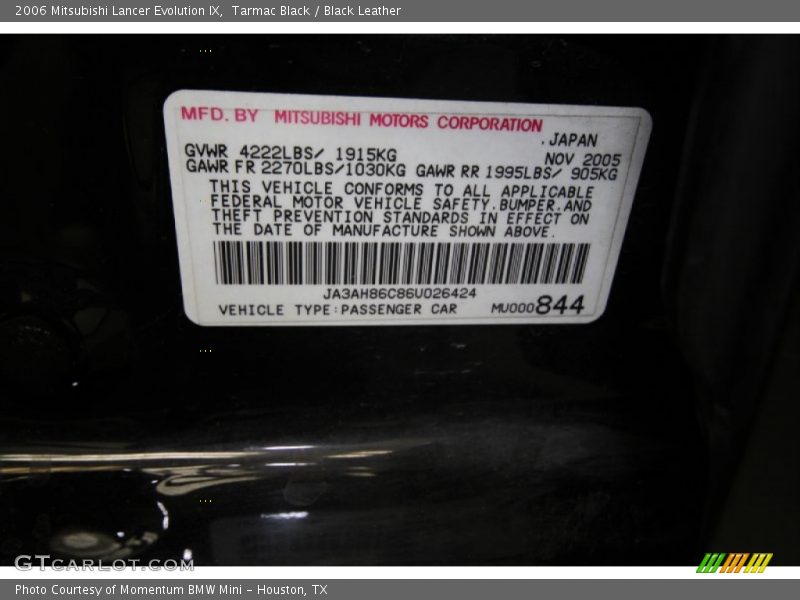 2006 Mitsubishi Lancer Evolution IX,  Tarmac Black / Black Leather
MFD. BY MITSUBISHI MOTORS CORPORATION
.JAPAN
GVWR 4222LBS/ 1915KG NOV 2005
GAWR FR 2270LBS/1030KG GAWR RR 1995LBS/ 905KG
THIS VEHICLE CONFORMS TO ALL APPLICABLE
FEDERAL MOTOR VEHICLE SAFETY.BUMPER.AND
THEFT PREVENTION STANDARDS IN EFFECT ON
THE DATE OF MANUFACTURE SHOWN ABOVE.
JA3AH86C86U026424
VEHICLE TYPE:PASSENGER CAR MU000844
GTCARLOT.COM
Photo Courtesy of Momentum BMW Mini - Houston, TX